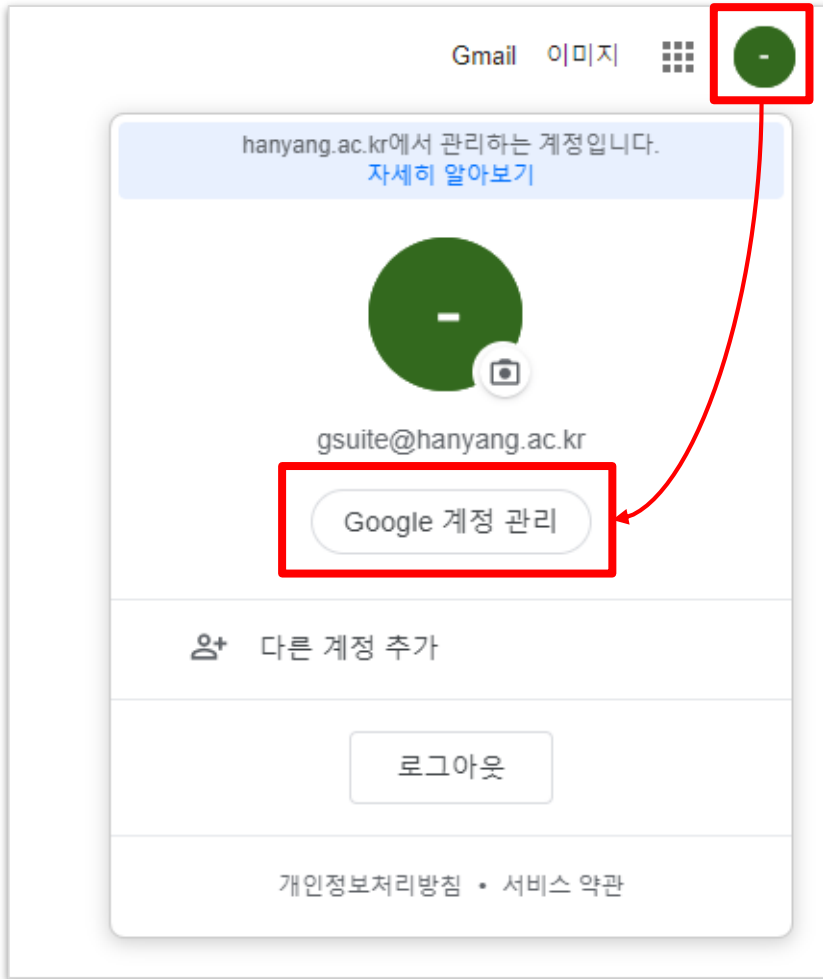 Gmail 이미지
-
hanyang.ac.kr에서 관리하는 계정입니다.
자세히 알아보기
-
gsuite@hanyang.ac.kr
Google 계정 관리
다른 계정 추가
로그아웃
개인정보처리방침 • 서비스 약관